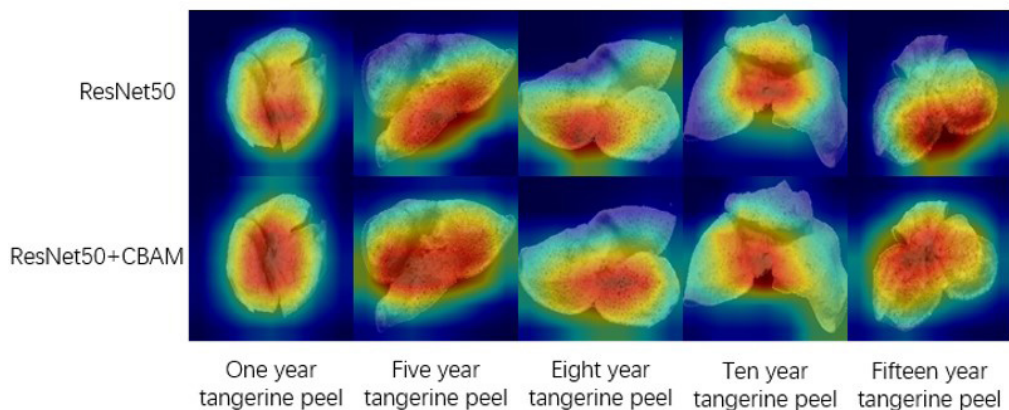 ResNet50
ResNet50+CBAM
One year
tangerine peel
Five year
tangerine peel
Eight year
tangerine peel
Ten year
tangerine peel
Fifteen year
tangerine peel